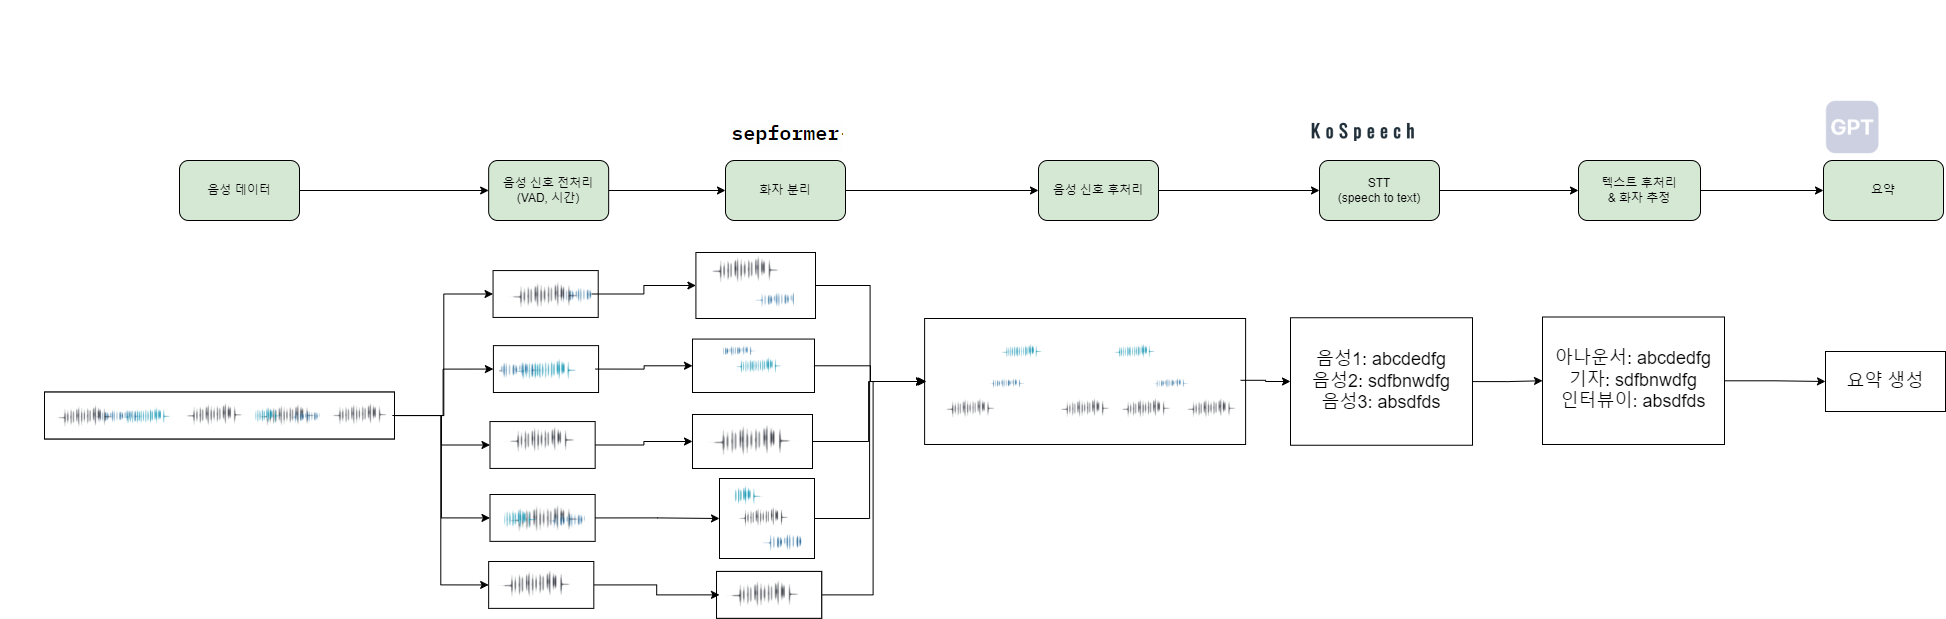 sepformer
KoSpeech
GPT
음성 데이터
음성 신호 전처리
(VAD, 시간)
화자 분리
음성 신호 후처리
STT
(speech to text)
텍스트 후처리
& 화자 추정
요약
음성1: abcdedfg
음성2: sdfbnwdfg
음성3: absdfds
아나운서: abcdedfg
기자: sdfbnwdfg
인터뷰이: absdfds
요약 생성